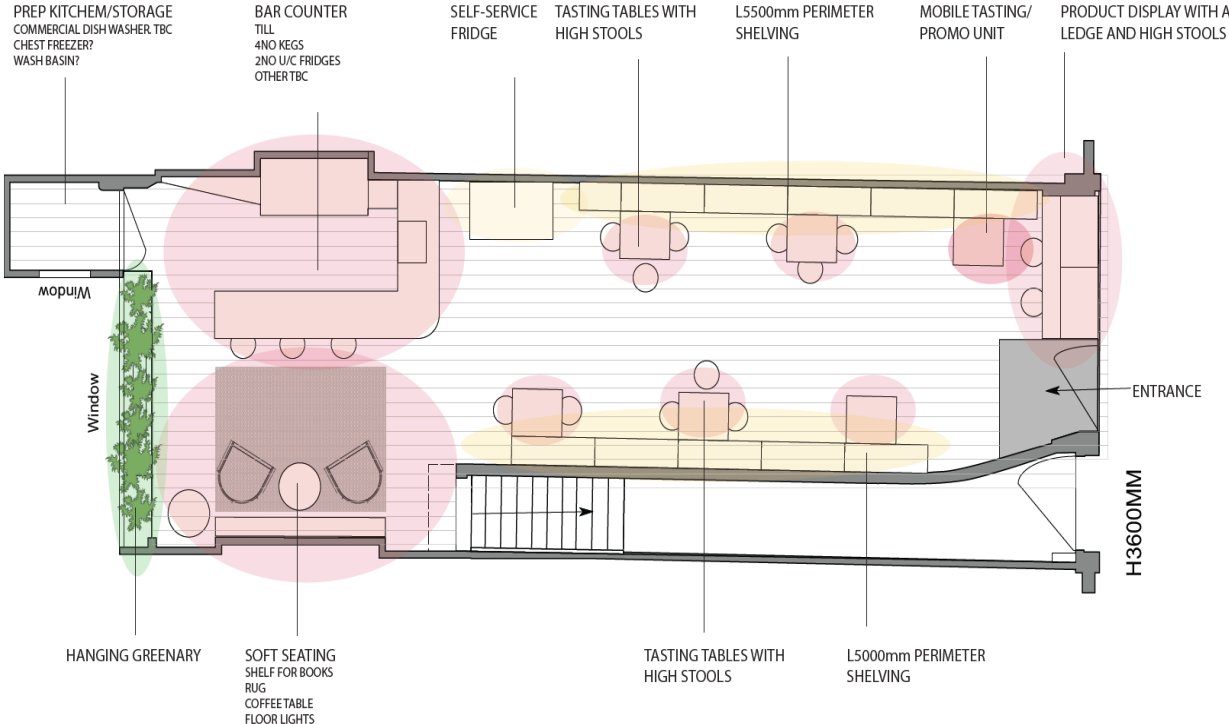 PREP KITCHEM/STORAGE
COMMERCIAL DISH WASHER. TBC
CHEST FREEZER?
WASH BASIN?
BAR COUNTER
TILL
4NO KEGS
2NO U/C FRIDGES
OTHER TBC
SELF-SERVICE
FRIDGE
TASTING TABLES WITH
HIGH STOOLS
L5500mm PERIMETER
SHELVING
MOBILE TASTING/
PROMO UNIT
PRODUCT DISPLAY WITH A
LEDGE AND HIGH STOOLS
Window
Window
ENTRANCE
H3600MM
HANGING GREENARY
SOFT SEATING
SHELF FOR BOOKS
RUG
COFFEE TABLE
FLOOR LIGHTS
TASTING TABLES WITH
HIGH STOOLS
L5000mm PERIMETER
SHELVING